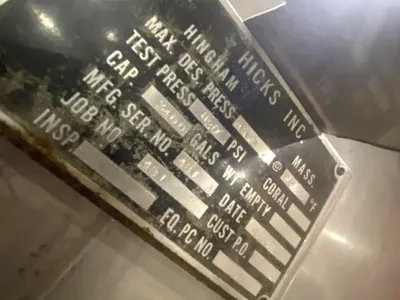 HICKS INC.
HINGHAM MASS.
MAX. DES. PRESS @ °F
TEST PRESS PSI CORAL
CAP GALS WT EMPTY
MFG. SER. NO. DATE
JOB NO CUST P.O.
INSP EQ. PC NO.